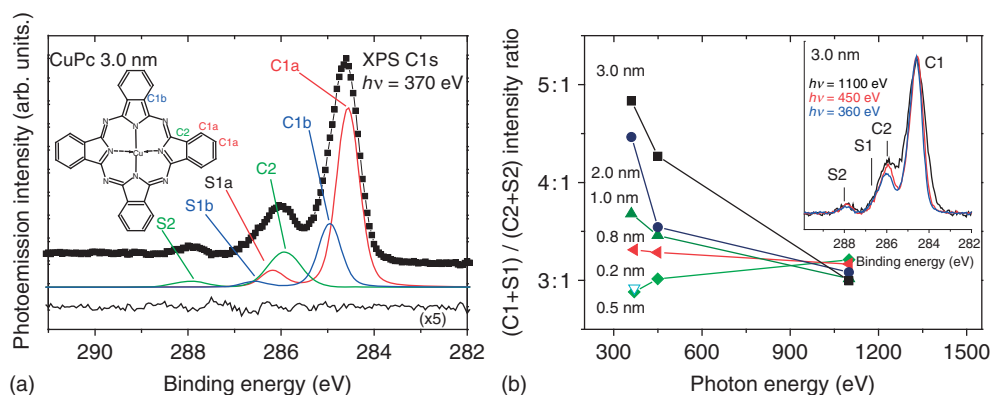 Photoemission intensity (arb. units.)
CuPc 3.0 nm
XPS C1s
hν = 370 eV
C1a
C1b
C1b
C2
C1a
C1a
N
N
N
N
N
N
N
N
Cu
C2
S1a
S1b
S2
(x5)
290 288 286 284 282
Binding energy (eV)
(a)
(C1+S1) / (C2+S2) intensity ratio
5:1
4:1
3:1
3.0 nm
2.0 nm
1.0 nm
0.8 nm
0.2 nm
0.5 nm
3.0 nm
C1
hν = 1100 eV
hν = 450 eV
hν = 360 eV
C2
S1
S2
288 286 284 282
Binding energy (eV)
300 600 900 1200 1500
Photon energy (eV)
(b)